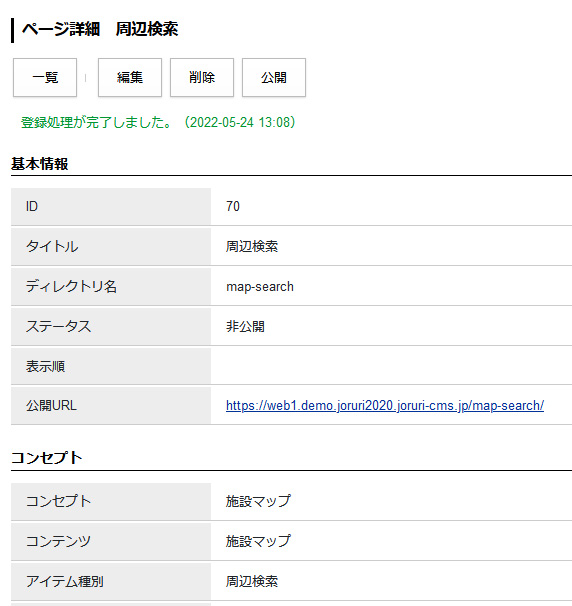 ページ詳細　周辺検索
一覧 編集 削除 公開
登録処理が完了しました。（2022-05-24 13:08）
基本情報
ID 70
タイトル 周辺検索
ディレクトリ名 map-search
ステータス 非公開
表示順
公開URL https://web1.demo.joruri2020.joruri-cms.jp/map-search/
コンセプト
コンセプト 施設マップ
コンテンツ 施設マップ
アイテム種別 周辺検索